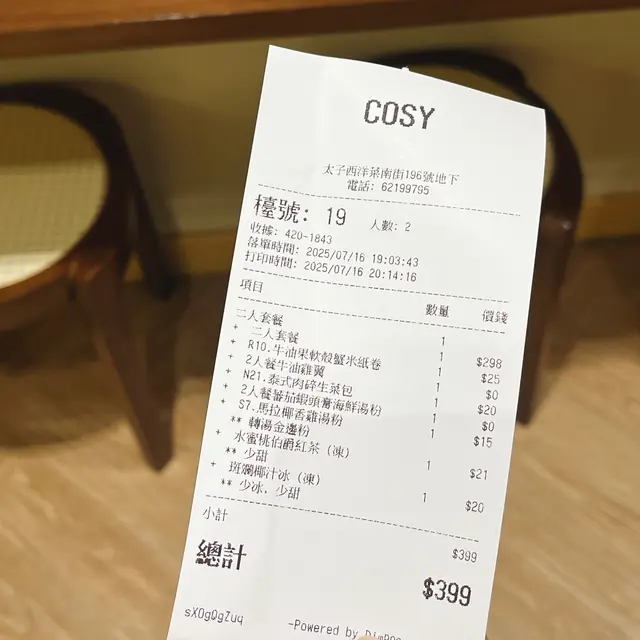 COSY
太子西洋菜南街196號地下
電話: 62199795
檯號: 19 人數: 2
收據: 420-1843
落單時間: 2025/07/16 19:03:43
打印時間: 2025/07/16 20:14:16
項目 數量 價錢
二人套餐 1 $298
+ 二人套餐 1 $25
+ R10.牛油果軟殼蟹米紙卷 1 $0
+ 2人餐牛油雞翼 1 $20
+ N21.泰式肉碎生菜包 1 $0
+ 2人餐蕃茄蝦頭膏海鮮湯粉 1 $15
+ S7.馬拉椰香雞湯粉
** 轉湯金邊粉
+ 水蜜桃伯爵紅茶 (凍) 1 $21
** 少甜
+ 斑斕椰汁冰 (凍) 1 $20
** 少冰, 少甜
小計 $399
總計 $399
sXOgQgZuq -Powered by DimPOS